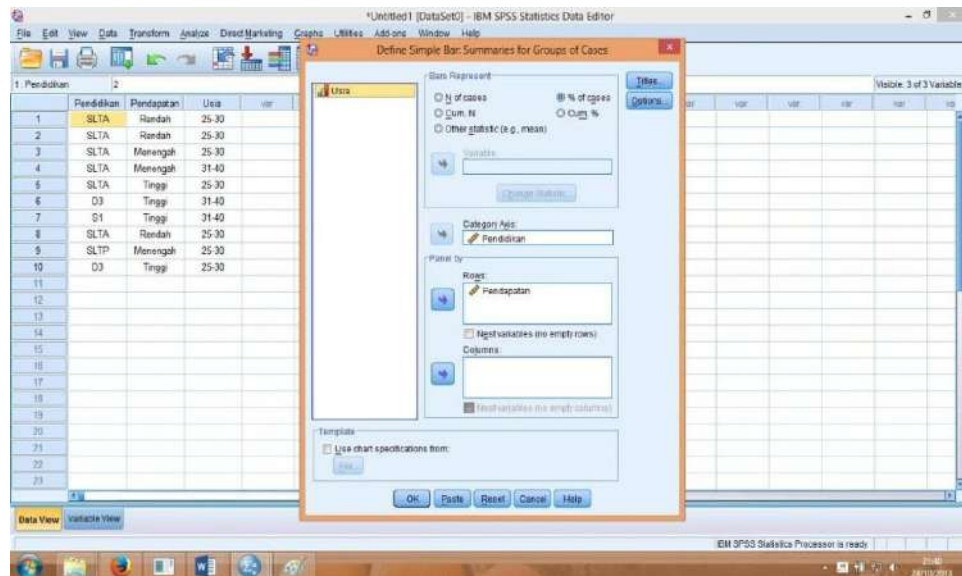 *Untitled1 [DataSet0] - IBM SPSS Statistics Data Editor
File Edit View Data Transform Analyze Direct Marketing Graphs Utilities Add-ons Window Help
1 : Pendidikan 2 Visible: 3 of 3 Variable
Pendidikan Pendapatan Usia var var var var var
1 SLTA Rendah 25-30
2 SLTA Rendah 25-30
3 SLTA Menengah 25-30
4 SLTA Menengah 31-40
5 SLTA Tinggi 25-30
6 D3 Tinggi 31-40
7 S1 Tinggi 31-40
8 SLTA Rendah 25-30
9 SLTP Menengah 25-30
10 D3 Tinggi 25-30
11
12
13
14
15
16
17
18
19
20
21
22
23
Define Simple Bar: Summaries for Groups of Cases
Usia
Bars Represent
N of cases % of cases
Cum. N Cum. %
Other statistic (e.g., mean)
Variable:
Change Statistic...
Titles...
Options...
Category Axis:
Pendidikan
Panel by
Rows:
Pendapatan
Nest variables (no empty rows)
Columns:
Nest variables (no empty columns)
Template
Use chart specifications from:
File...
OK Paste Reset Cancel Help
Data View Variable View
IBM SPSS Statistics Processor is ready
21:40